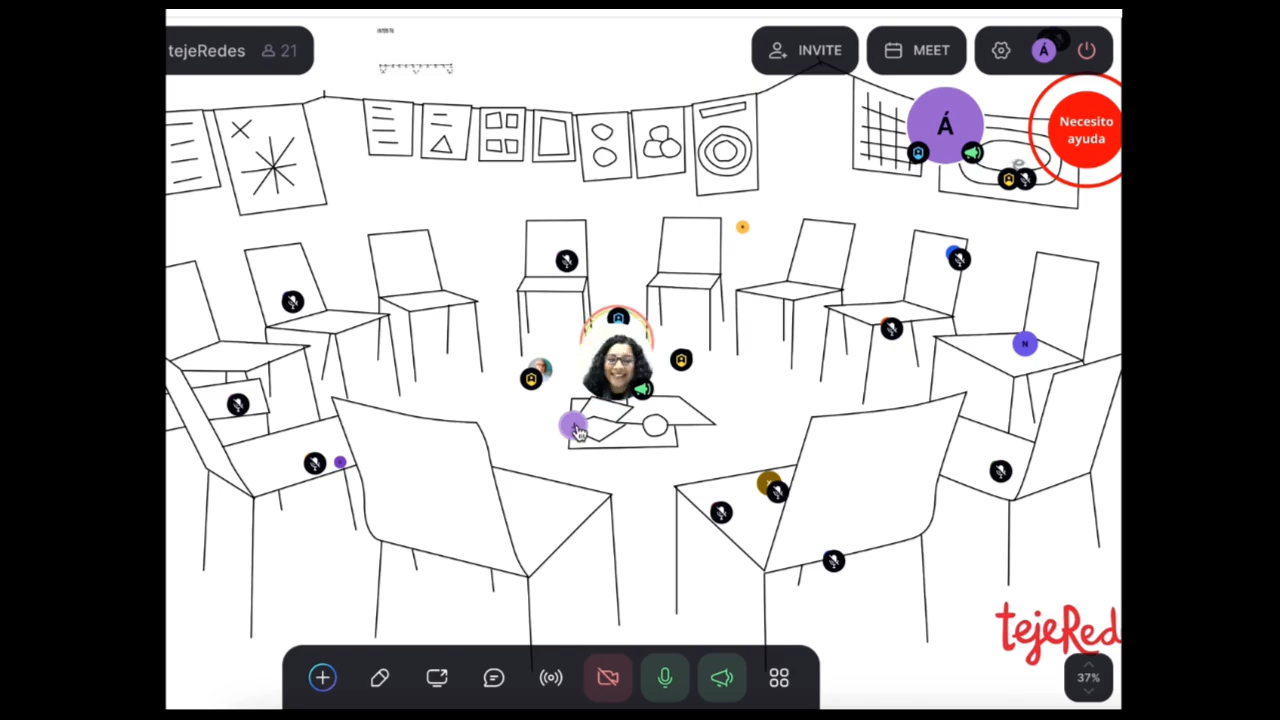 tejeRedes 21
INVITE
MEET
Á
Á
Necesito
ayuda
N
tejeRed
37%